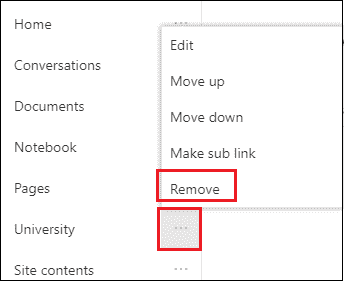 Home
Conversations
Documents
Notebook
Pages
University
Site contents
...
Edit
Move up
Move down
Make sub link
Remove
...
...